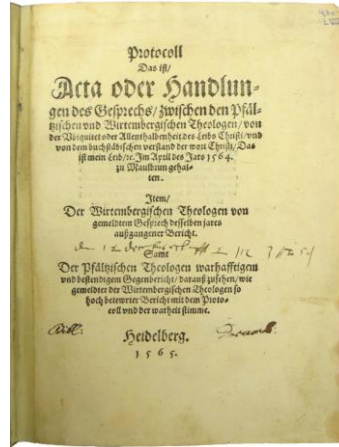 Protocoll
Das ist/
Acta oder Handlun-
gen des Gesprechs/ zwischen den Pfäl-
tzischen vnd Wirtembergischen Theologen/ von
der Vbiquitet oder Allenthalbenheit des Leibs Christi/ vnd
von dem buchstäbischen verstand der wort Christi/ Das
ist mein Leib/ ꝛc. Im April des Jars 1564.
zu Maulbrun gehal-
ten.
Item/
Der Wirtembergischen Theologen von
gemeldtem Gesprech desselben jares
außgangener Bericht.
Samt
Der Pfältzischen Theologen warhafftigem
vnd bestendigem Gegenbericht/ darauß zusehen/ wie
gemeldter der Wirtembergischen Theologen so
hoch betewrter Bericht mit dem Proto-
coll vnd der warheit stimme.
Heidelberg.
1565.